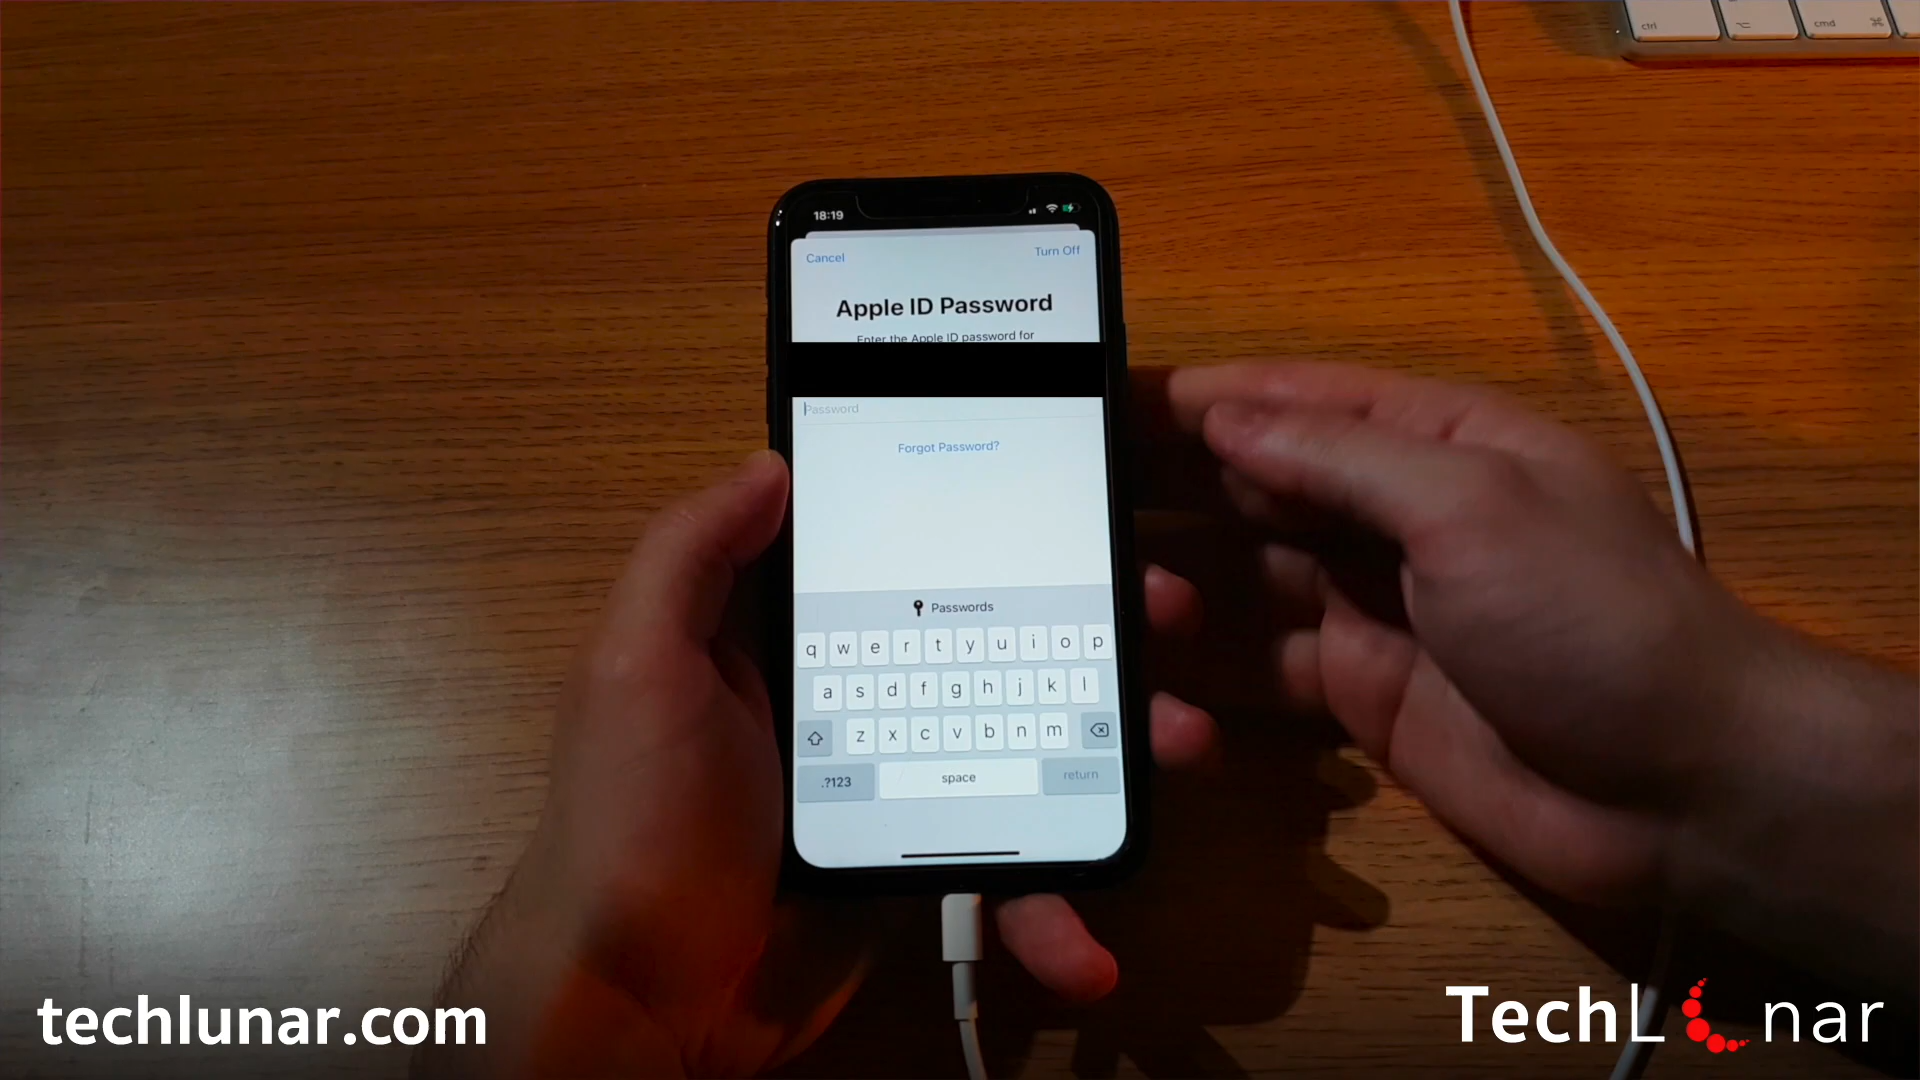 ctrl
cmd
18:19
Cancel
Turn Off
Apple ID Password
Enter the Apple ID password for
Password
Forgot Password?
Passwords
q w e r t y u i o p
a s d f g h j k l
z x c v b n m
.?123
space
return
techlunar.com
TechLunar